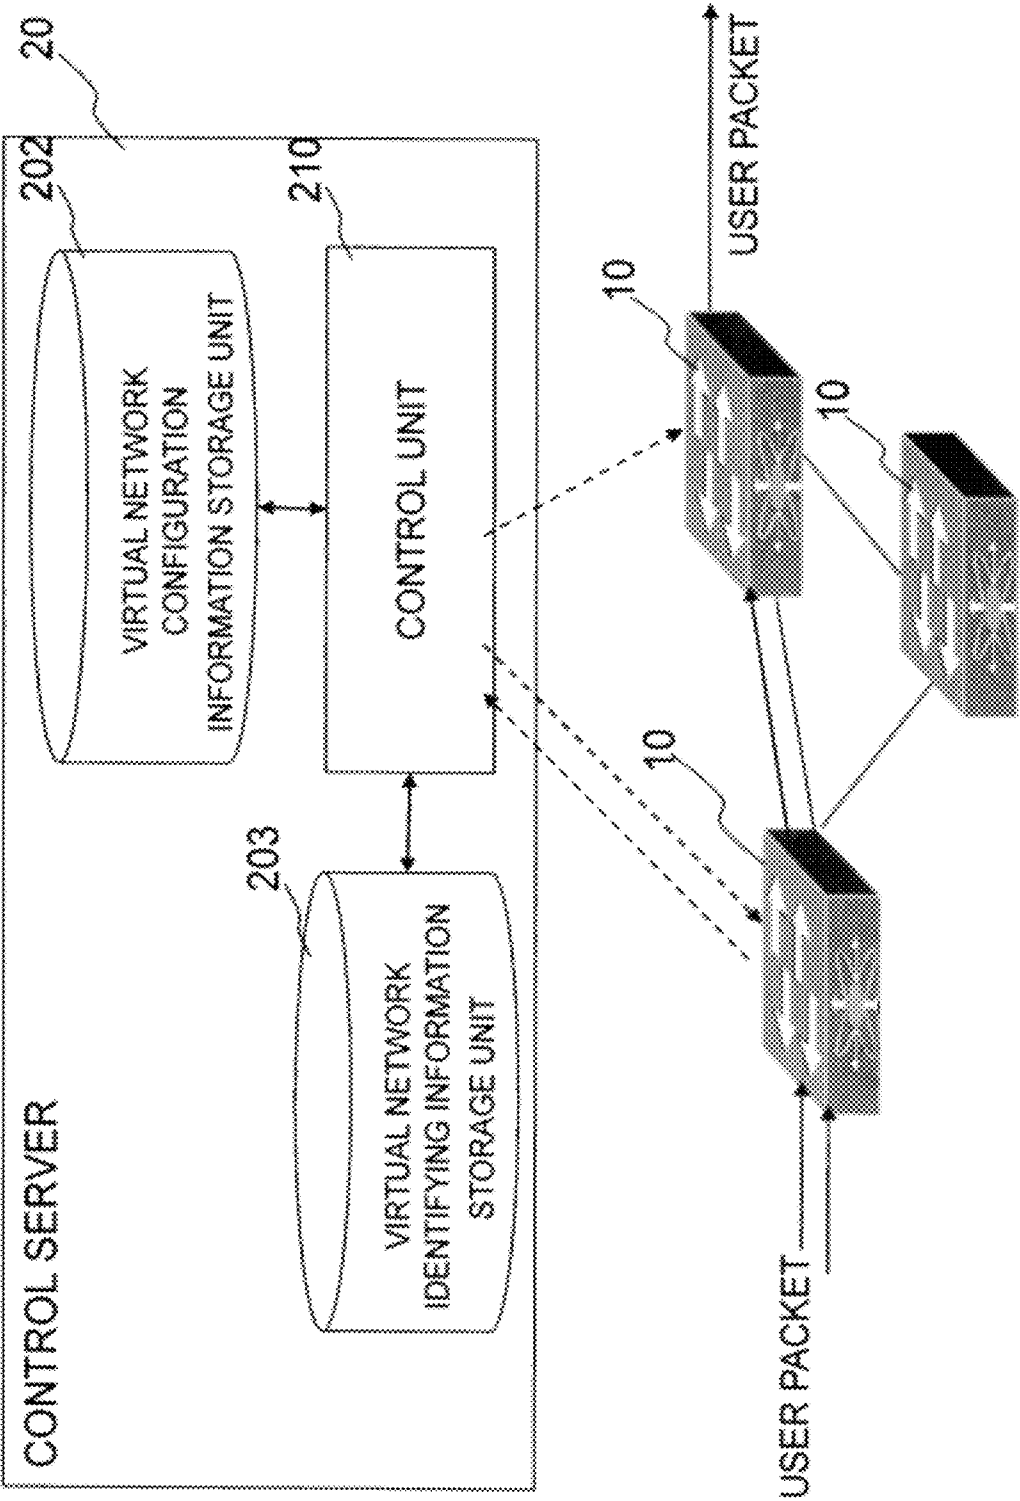 CONTROL SERVER
20
202
VIRTUAL NETWORK
CONFIGURATION
INFORMATION STORAGE UNIT
203
VIRTUAL NETWORK
IDENTIFYING INFORMATION
STORAGE UNIT
210
CONTROL UNIT
10
10
10
USER PACKET
USER PACKET